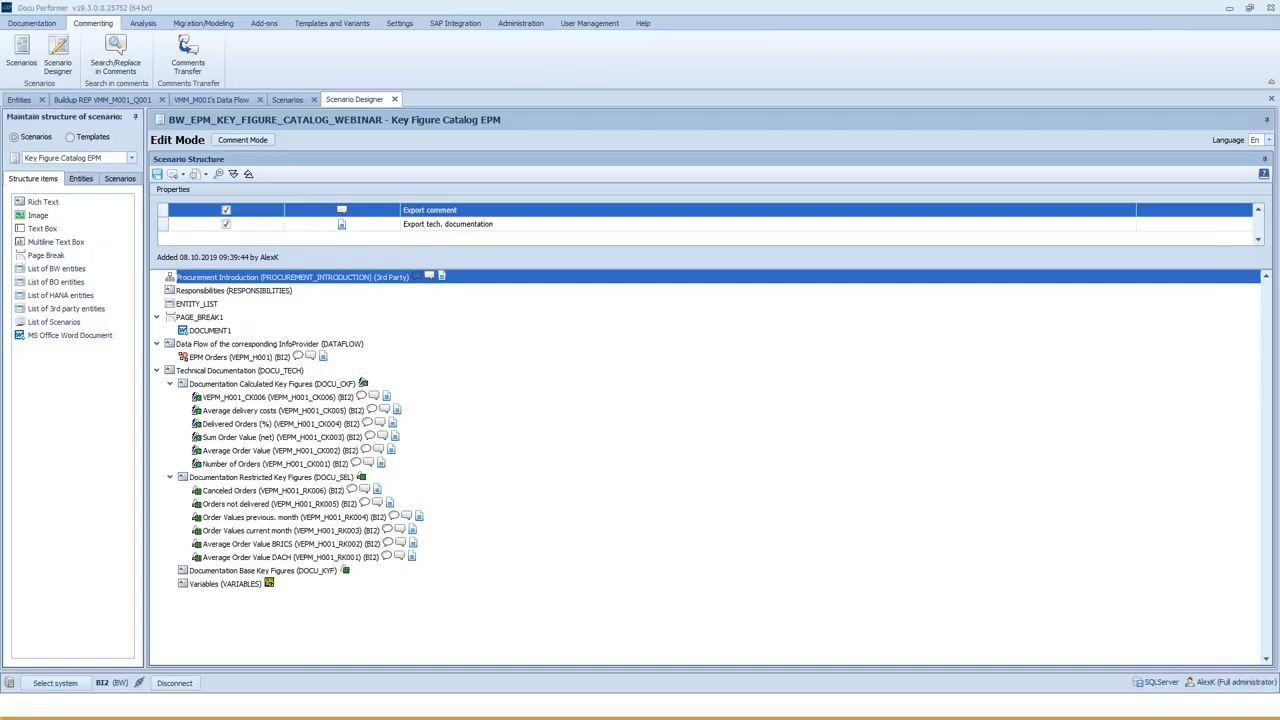 Docu Performer v19.3.0.0.25752 (64 bit)
Documentation Commenting Analysis Migration/Modeling Add-ons Templates and Variants Settings SAP Integration Administration User Management Help
Scenarios
Scenario Designer
Search/Replace in Comments
Comments Transfer
Scenarios Search in comments Comments Transfer
Entities Buildup REP VMM_M001_Q001 VMM_M001's Data Flow Scenarios Scenario Designer
Maintain structure of scenario:
Scenarios Templates
Key Figure Catalog EPM
Structure items Entities Scenarios
Rich Text
Image
Text Box
Multiline Text Box
Page Break
List of BW entities
List of BO entities
List of HANA entities
List of 3rd party entities
List of Scenarios
MS Office Word Document
BW_EPM_KEY_FIGURE_CATALOG_WEBINAR - Key Figure Catalog EPM
Edit Mode Comment Mode Language En
Scenario Structure
Properties
Export comment
Export tech. documentation
Added 08.10.2019 09:39:44 by AlexK
Procurement Introduction (PROCUREMENT_INTRODUCTION) (3rd Party)
Responsibilities (RESPONSIBILITIES)
ENTITY_LIST
PAGE_BREAK1
DOCUMENT1
Data Flow of the corresponding InfoProvider (DATAFLOW)
EPM Orders (VEPM_H001) (BI2)
Technical Documentation (DOCU_TECH)
Documentation Calculated Key Figures (DOCU_CKF)
VEPM_H001_CK006 (VEPM_H001_CK006) (BI2)
Average delivery costs (VEPM_H001_CK005) (BI2)
Delivered Orders (%) (VEPM_H001_CK004) (BI2)
Sum Order Value (net) (VEPM_H001_CK003) (BI2)
Average Order Value (VEPM_H001_CK002) (BI2)
Number of Orders (VEPM_H001_CK001) (BI2)
Documentation Restricted Key Figures (DOCU_SEL)
Canceled Orders (VEPM_H001_RK006) (BI2)
Orders not delivered (VEPM_H001_RK005) (BI2)
Order Values previous. month (VEPM_H001_RK004) (BI2)
Order Values current month (VEPM_H001_RK003) (BI2)
Average Order Value BRICS (VEPM_H001_RK002) (BI2)
Average Order Value DACH (VEPM_H001_RK001) (BI2)
Documentation Base Key Figures (DOCU_KYF)
Variables (VARIABLES)
Select system BI2 (BW) Disconnect SQLServer AlexK (Full administrator)